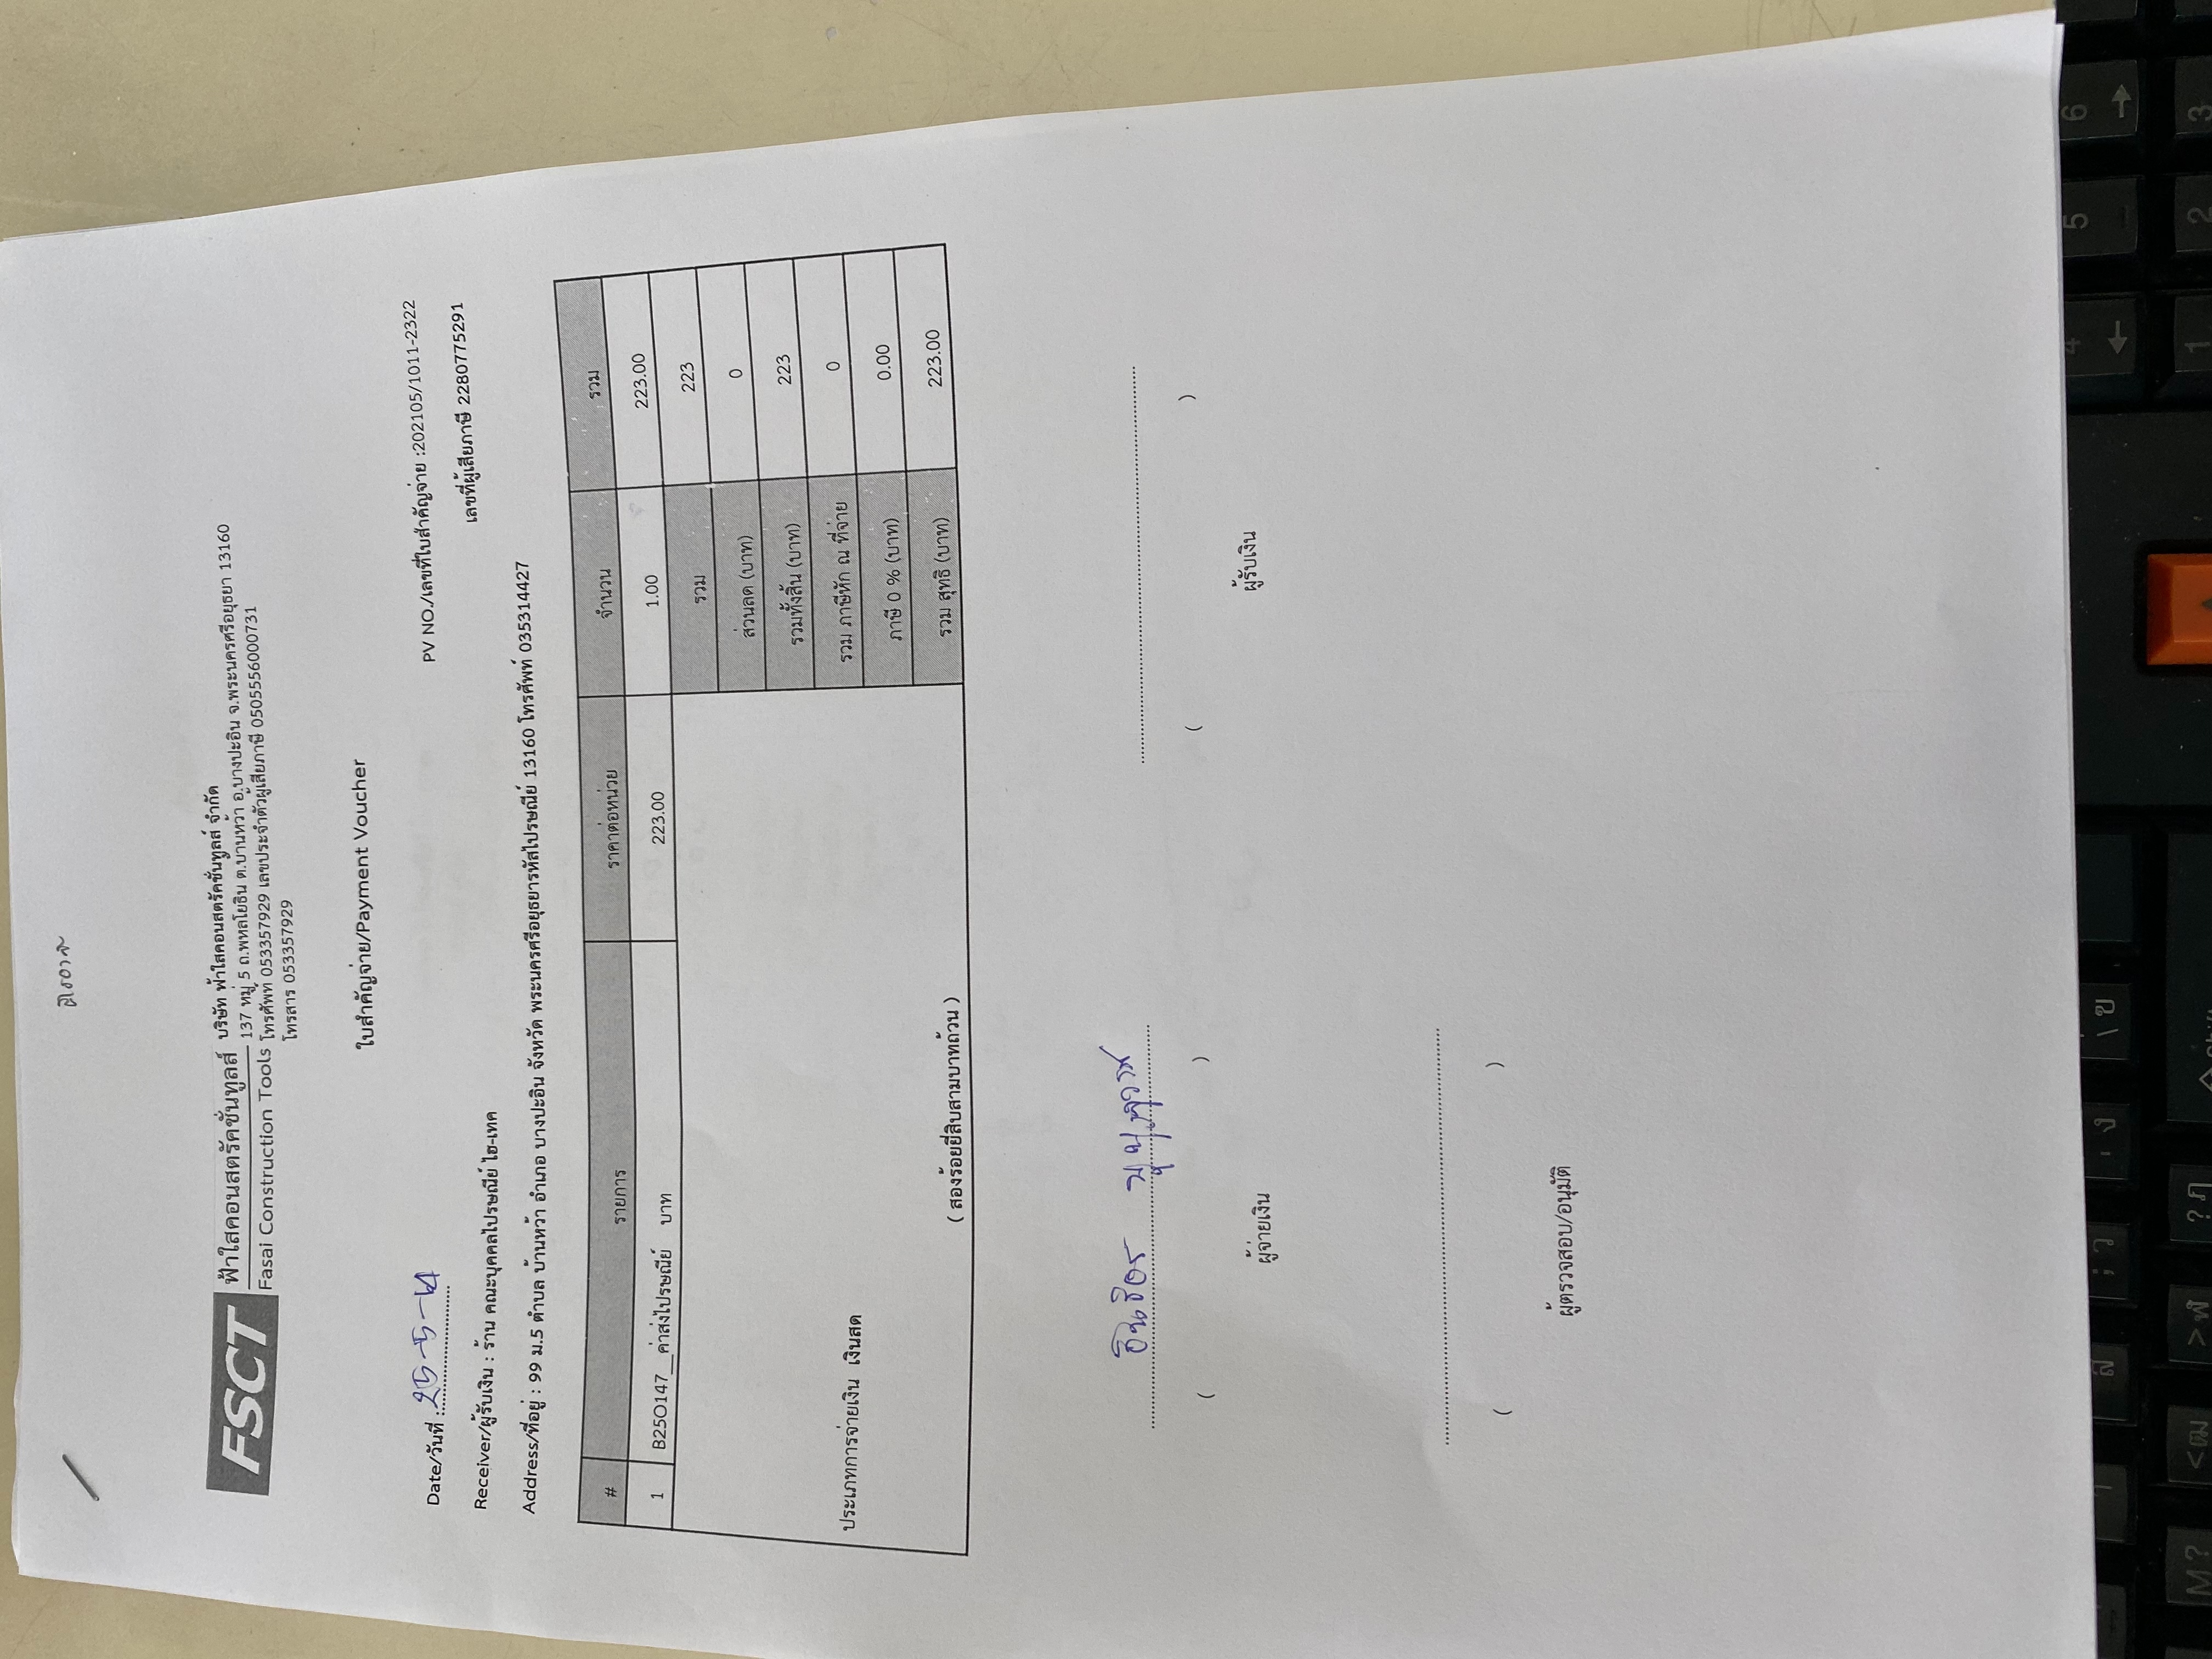 FSCT
ฟ้าใสคอนสตรัคชั่นทูลส์
Fasai Construction Tools
บริษัท ฟ้าใสคอนสตรัคชั่นทูลส์ จำกัด
137 หมู่ 5 ถ.พหลโยธิน ต.บ้านหว้า อ.บางปะอิน จ.พระนครศรีอยุธยา 13160
โทรศัพท์ 053357929 เลขประจำตัวผู้เสียภาษี 0505556000731
โทรสาร 053357929
ใบสำคัญจ่าย/Payment Voucher
Date/วันที่ : 25-5-64
PV NO./เลขที่ใบสำคัญจ่าย :202105/1011-2322
เลขที่ผู้เสียภาษี 2280775291
Receiver/ผู้รับเงิน : ร้าน คณะบุคคลไปรษณีย์ ไฮ-เทค
Address/ที่อยู่ : 99 ม.5 ตำบล บ้านหว้า อำเภอ บางปะอิน จังหวัด พระนครศรีอยุธยารหัสไปรษณีย์ 13160 โทรศัพท์ 035314427
# รายการ ราคาต่อหน่วย จำนวน รวม
1 B25O147__ค่าส่งไปรษณีย์ บาท 223.00 1.00 223.00
รวม 223
ส่วนลด (บาท) 0
รวมทั้งสิ้น (บาท) 223
รวม ภาษีหัก ณ ที่จ่าย 0
ประเภทการจ่ายเงิน เงินสด
ภาษี 0 % (บาท) 0.00
( สองร้อยยี่สิบสามบาทถ้วน ) รวม สุทธิ (บาท) 223.00
( ) ( )
ผู้จ่ายเงิน ผู้รับเงิน
( )
ผู้ตรวจสอบ/อนุมัติ
ส ; ว . ง \ ข 4 5 6
M ? < ฒ > ฬ ? ฦ Shift 1 2 3